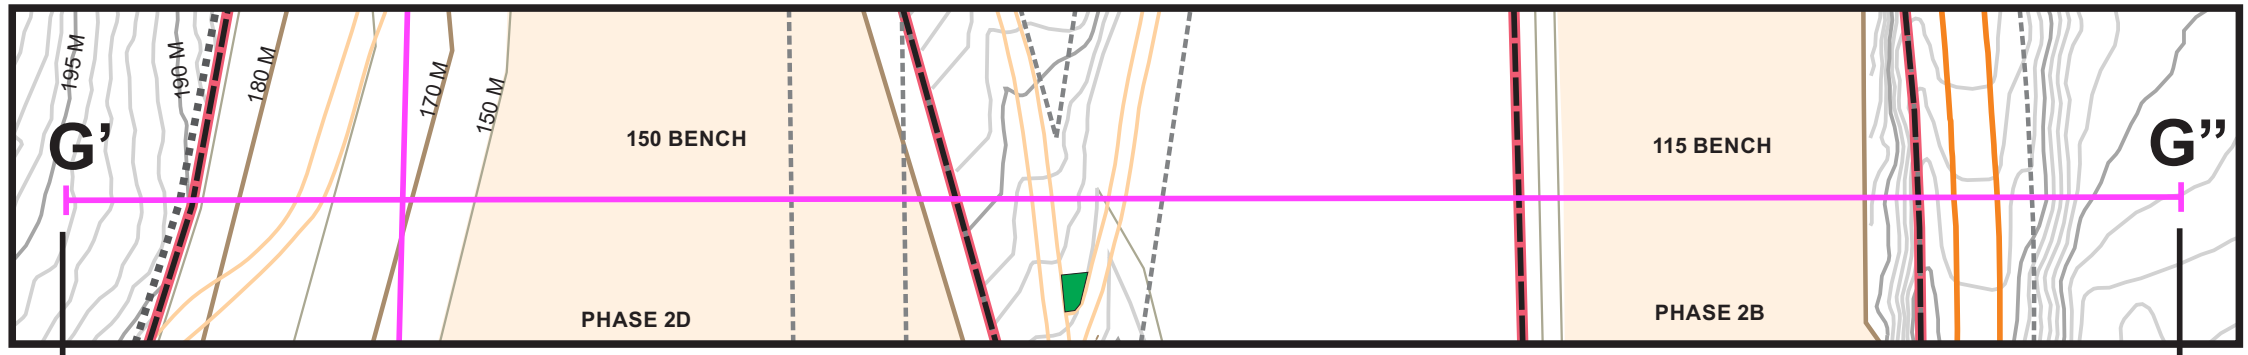 195 M
190 M
180 M
170 M
150 M
G’
150 BENCH
115 BENCH
G”
PHASE 2D
PHASE 2B